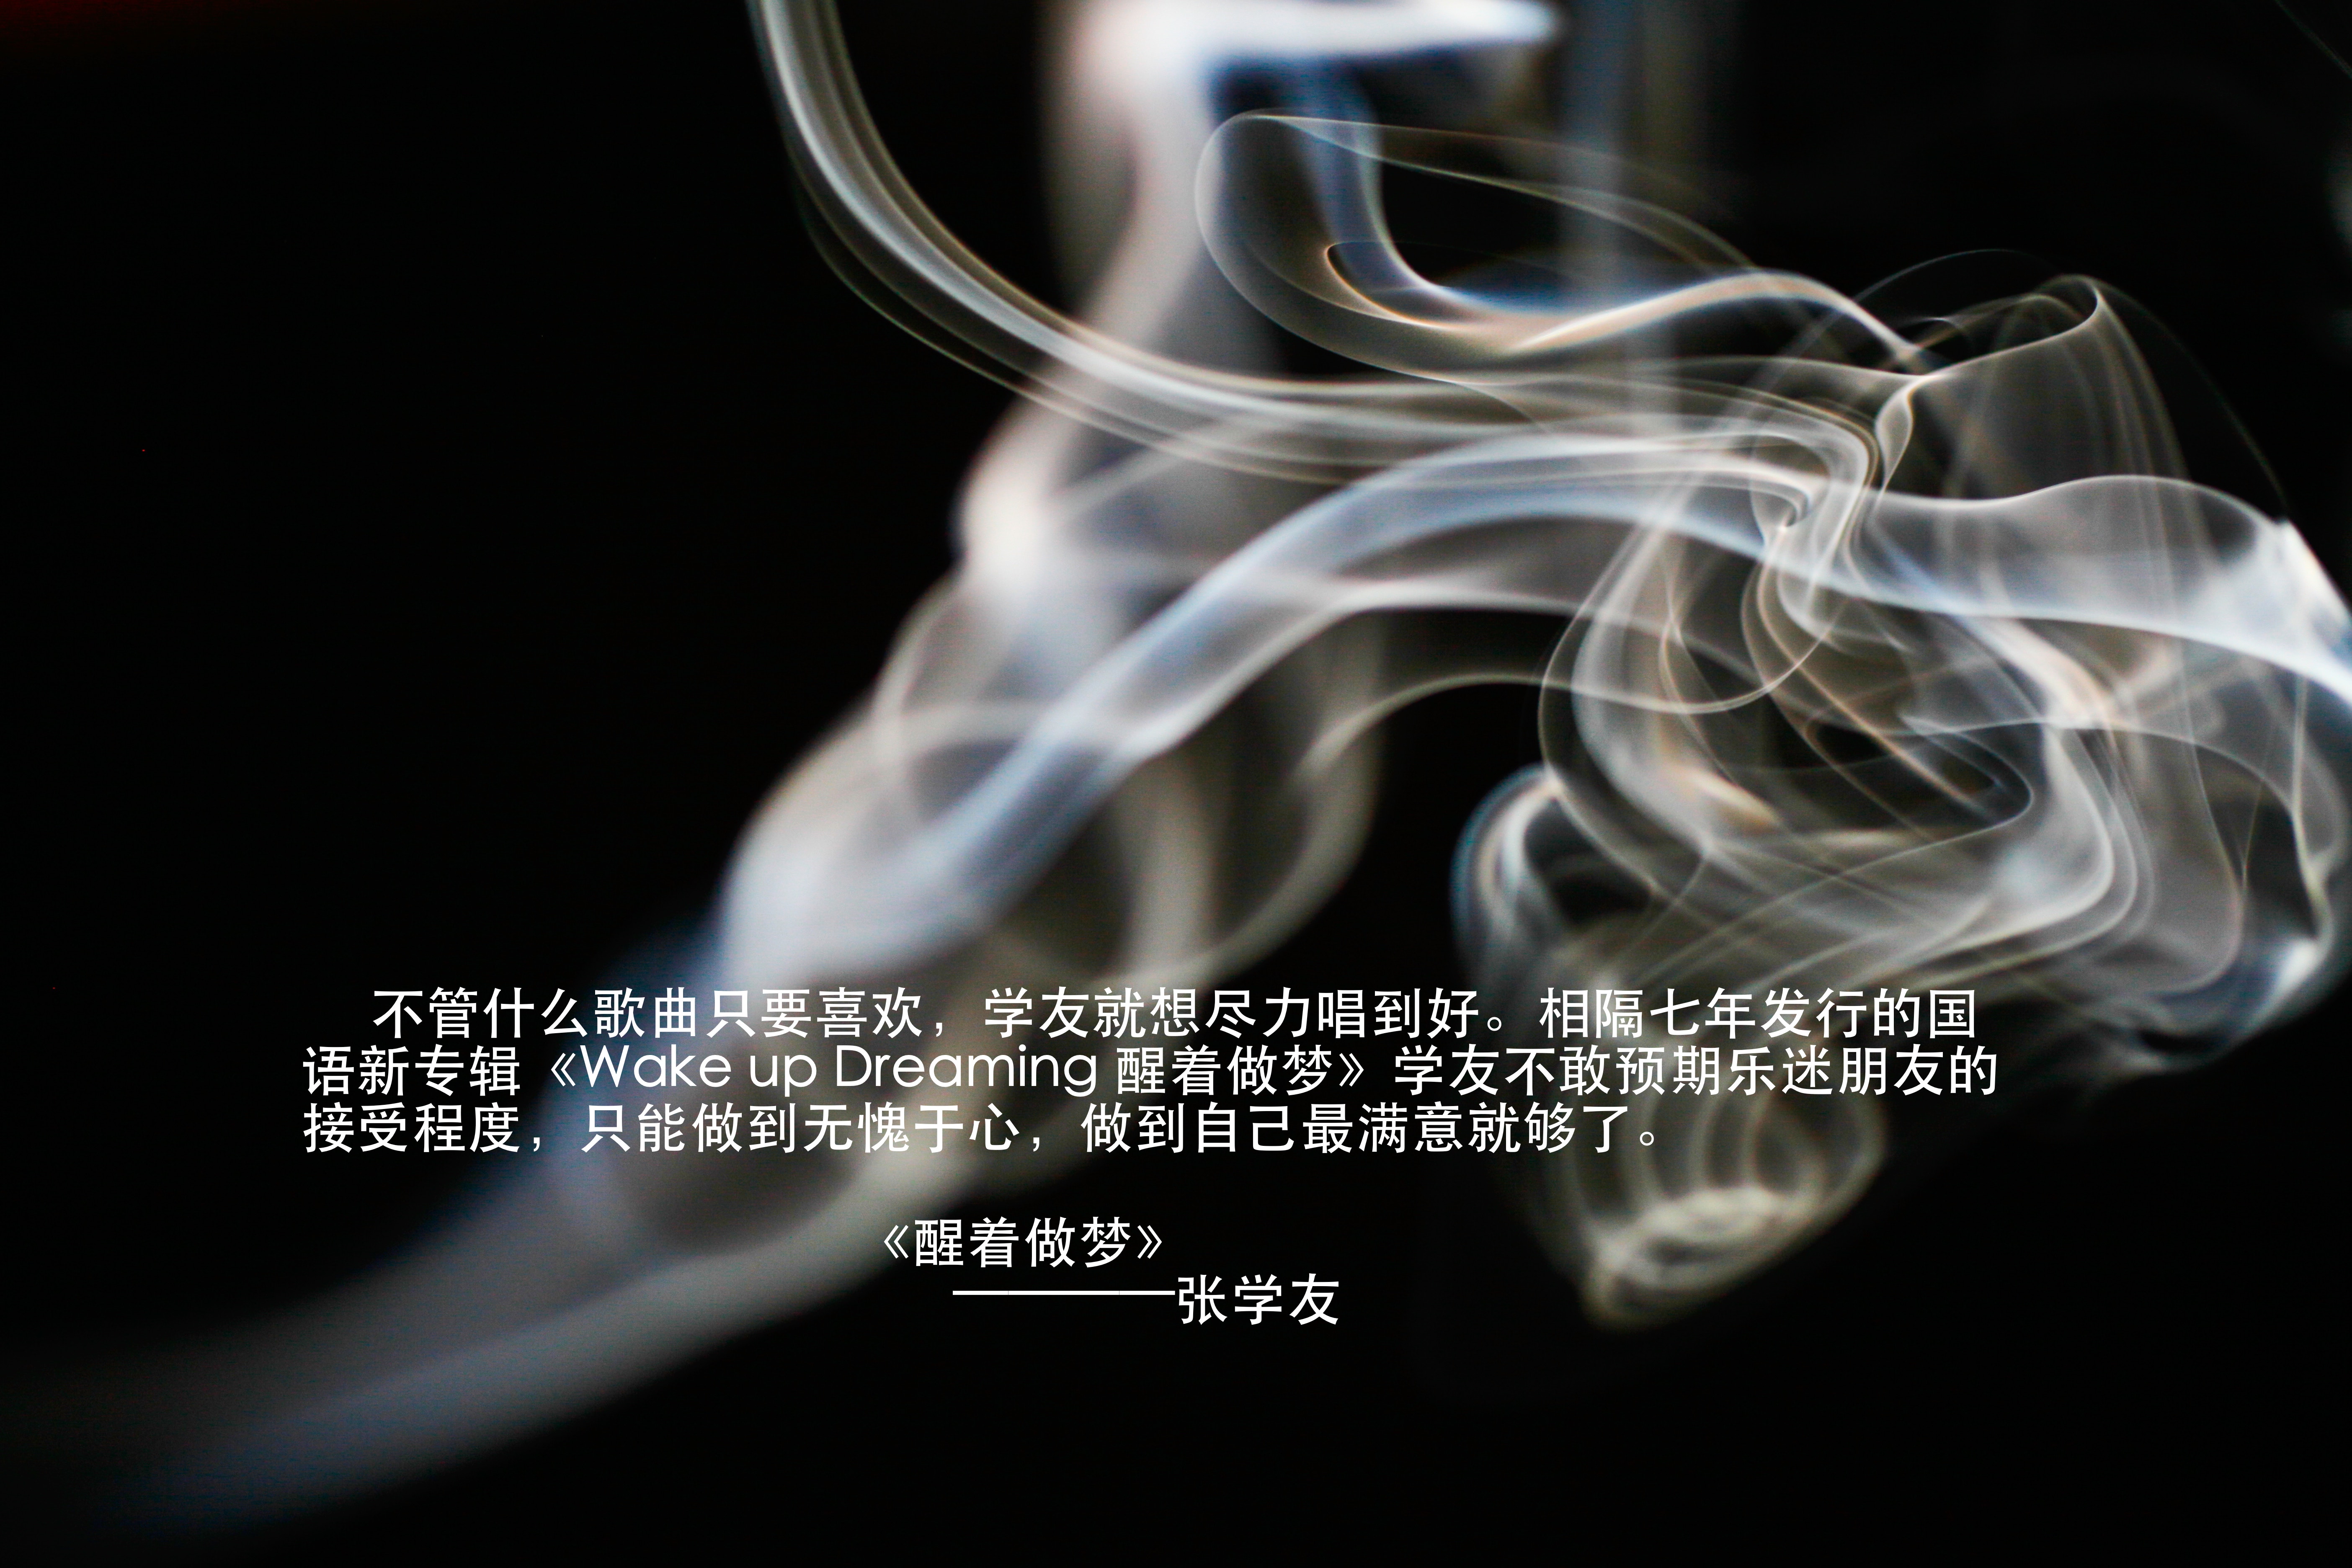 不管什么歌曲只要喜欢，学友就想尽力唱到好。相隔七年发行的国
语新专辑《Wake up Dreaming 醒着做梦》学友不敢预期乐迷朋友的
接受程度，只能做到无愧于心，做到自己最满意就够了。
《醒着做梦》
————张学友